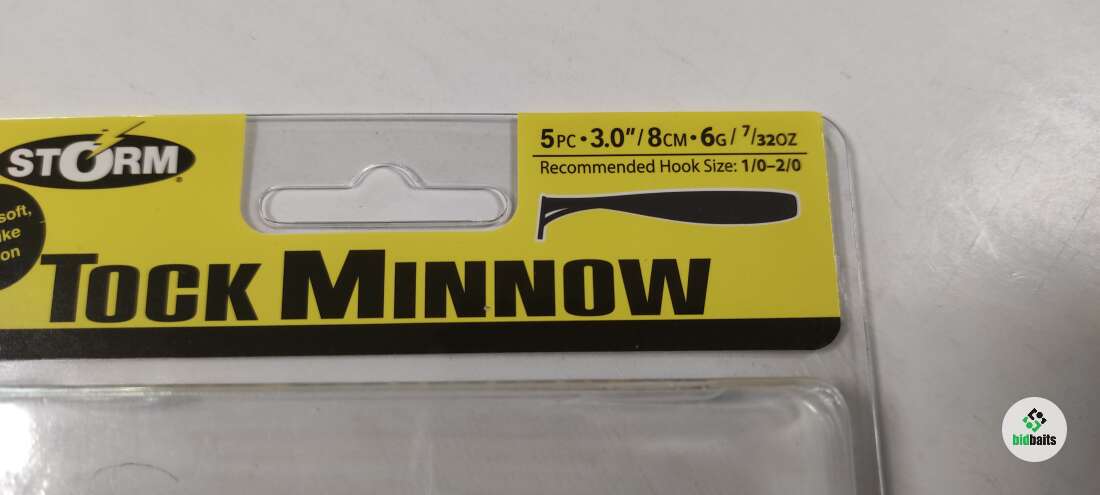 STORM
®
5PC • 3.0"/8CM • 6G/ 7/32OZ
Recommended Hook Size: 1/0–2/0
soft,
on
TOCK MINNOW
bidbaits